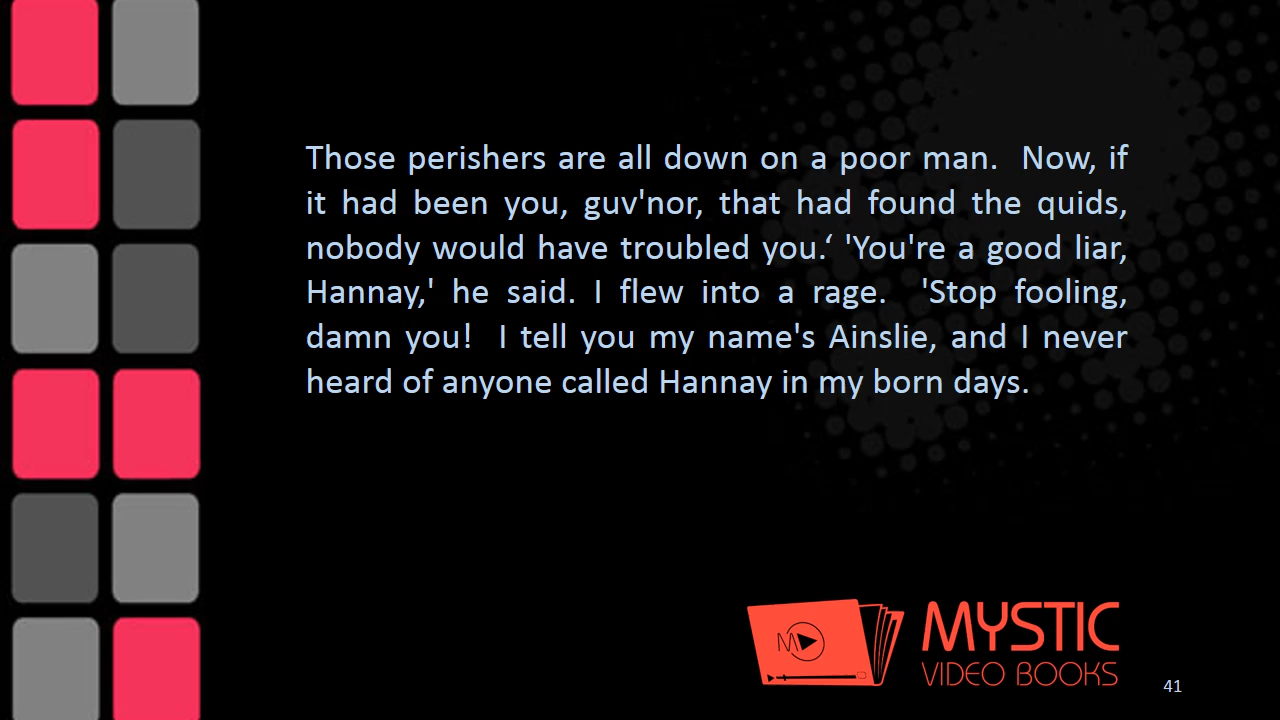 Those perishers are all down on a poor man.  Now, if
it had been you, guv'nor, that had found the quids,
nobody would have troubled you.‘ 'You're a good liar,
Hannay,' he said. I flew into a rage.  'Stop fooling,
damn you!  I tell you my name's Ainslie, and I never
heard of anyone called Hannay in my born days.
M
MYSTIC
VIDEO BOOKS
41